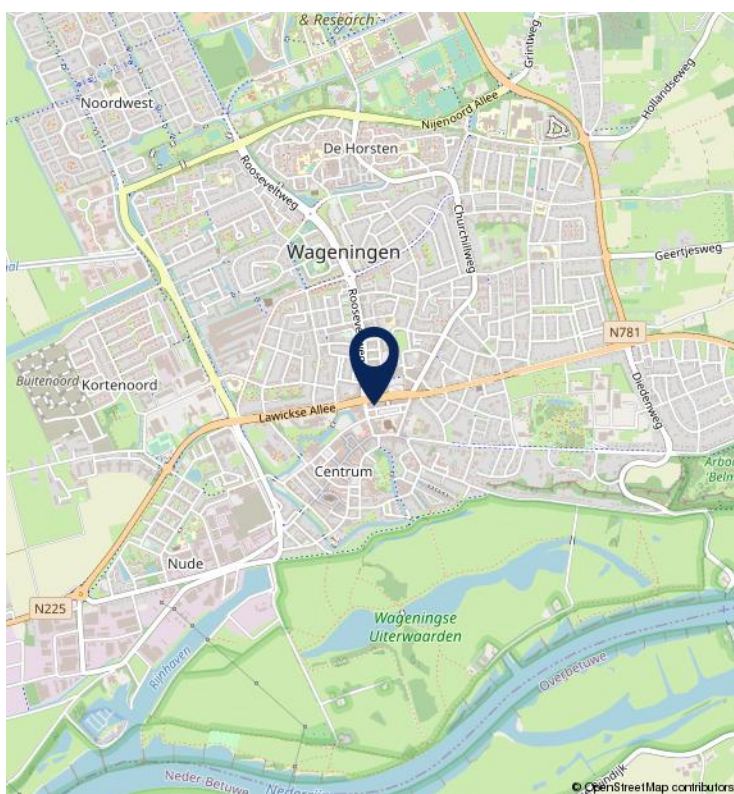 & Research
Grintweg
Hollandseweg
Noordwest
Nijenoord Allee
De Horsten
Rooseveltweg
Churchillweg
Wageningen
Geertjesweg
N781
Buitenoord
Kortenoord
Diedenweg
Lawickse Allee
Centrum
Nude
N225
Wageningse
Uiterwaarden
Rijnhaven
Overbetuwe
Neder-Betuwe
© OpenStreetMap contributors